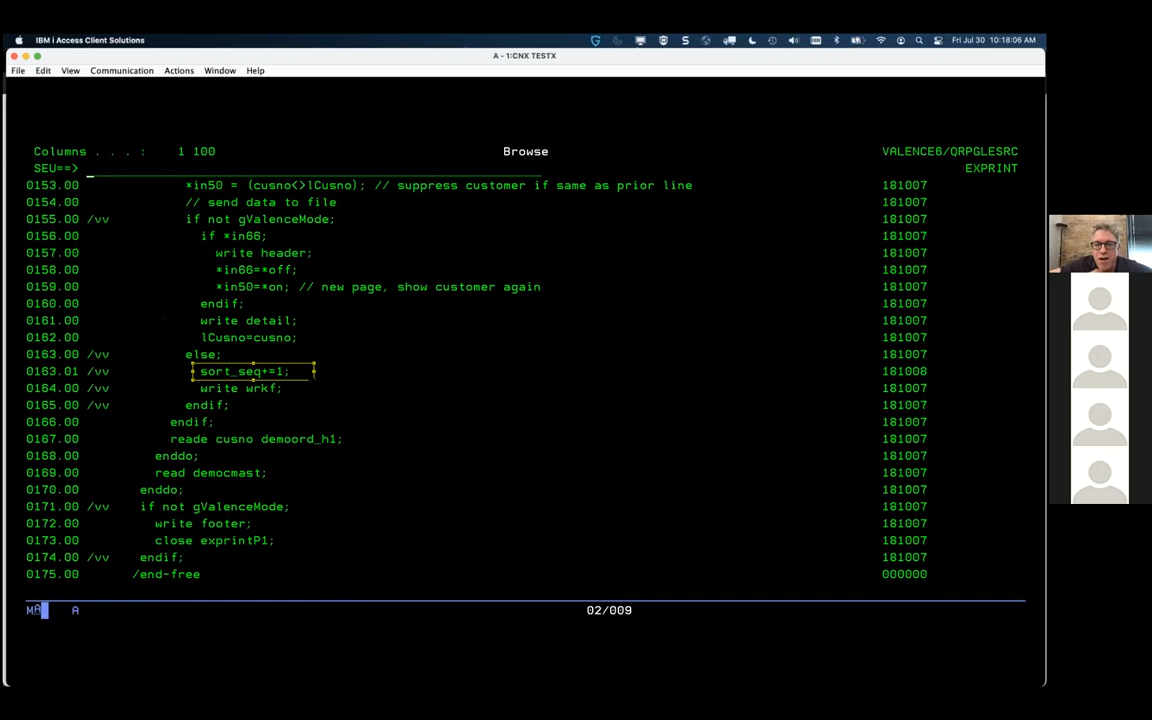 IBM i Access Client Solutions
Fri Jul 30 10:18:06 AM
A - 1:CNX TESTX
File Edit View Communication Actions Window Help
Columns . . . : 1 100 Browse VALENCE6/QRPGLESRC
SEU==> EXPRINT
0153.00 *in50 = (cusno<>lCusno); // suppress customer if same as prior line 181007
0154.00 // send data to file 181007
0155.00 /vv if not gValenceMode; 181007
0156.00 if *in66; 181007
0157.00 write header; 181007
0158.00 *in66=*off; 181007
0159.00 *in50=*on; // new page, show customer again 181007
0160.00 endif; 181007
0161.00 write detail; 181007
0162.00 lCusno=cusno; 181007
0163.00 /vv else; 181007
0163.01 /vv sort_seq+=1; 181008
0164.00 /vv write wrkf; 181007
0165.00 /vv endif; 181007
0166.00 endif; 181007
0167.00 reade cusno demoord_h1; 181007
0168.00 enddo; 181007
0169.00 read democmast; 181007
0170.00 enddo; 181007
0171.00 /vv if not gValenceMode; 181007
0172.00 write footer; 181007
0173.00 close exprintP1; 181007
0174.00 /vv endif; 181007
0175.00 /end-free 000000
MA A 02/009